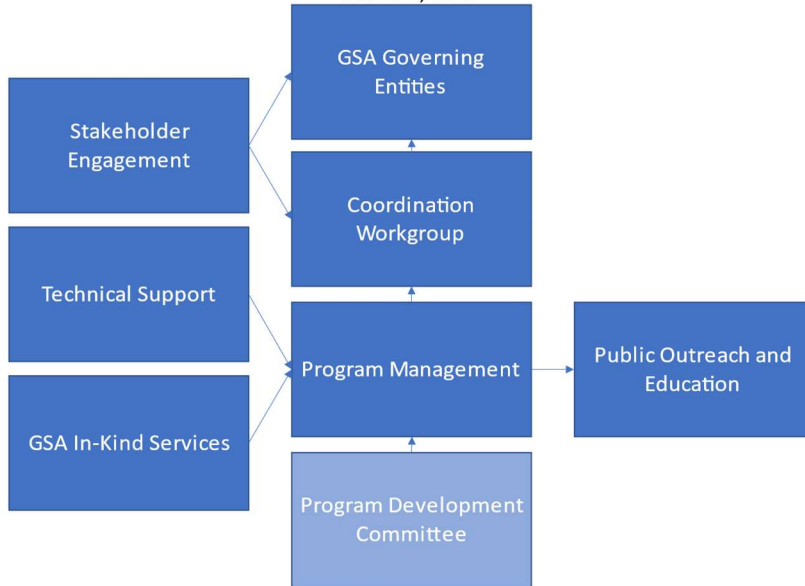 GSA Governing
Entities
Stakeholder
Engagement
Coordination
Workgroup
Technical Support
Program Management
Public Outreach and
Education
GSA In-Kind Services
Program Development
Committee